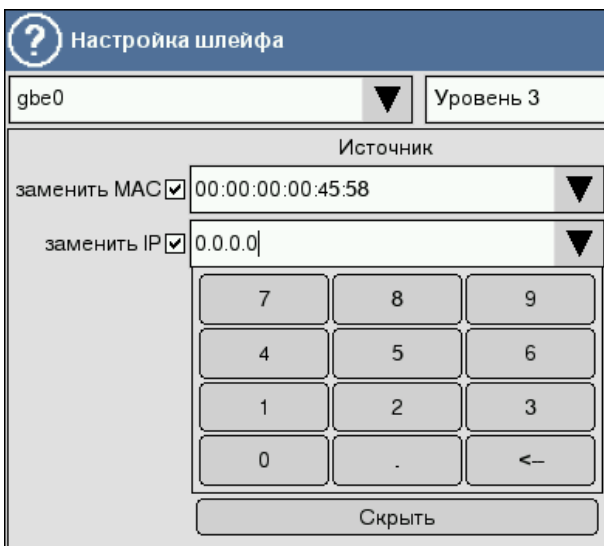 ? Настройка шлейфа
gbe0 Уровень 3
Источник
заменить MAC 00:00:00:00:45:58
заменить IP 0.0.0.0
7 8 9
4 5 6
1 2 3
0 . <–
Скрыть